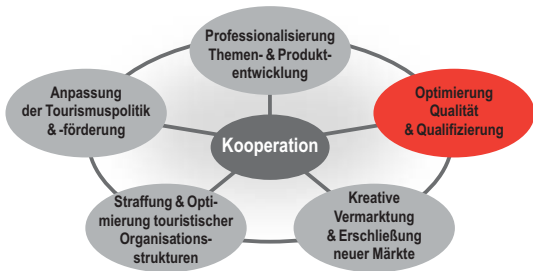 Professionalisierung
Themen- & Produkt-
entwicklung
Anpassung
der Tourismuspolitik
& -förderung
Optimierung
Qualität
& Qualifizierung
Kooperation
Straffung & Opti-
mierung touristischer
Organisations-
strukturen
Kreative
Vermarktung
& Erschließung
neuer Märkte